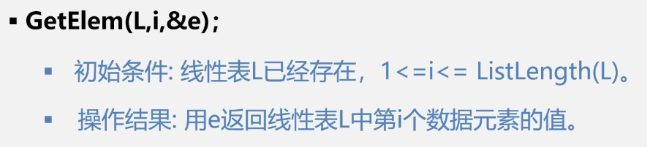 ▪ GetElem(L,i,&e);
▪ 初始条件: 线性表L已经存在，1<=i<= ListLength(L)。
▪ 操作结果: 用e返回线性表L中第i个数据元素的值。